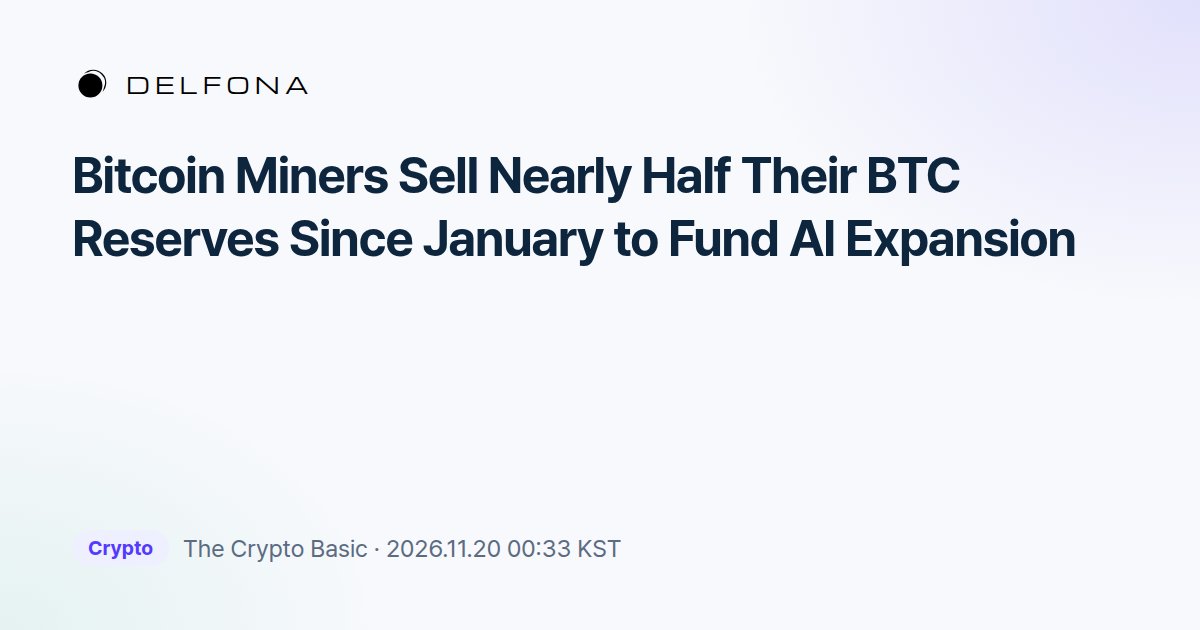 DELFONA
Bitcoin Miners Sell Nearly Half Their BTC
Reserves Since January to Fund AI Expansion
Crypto The Crypto Basic · 2026.11.20 00:33 KST